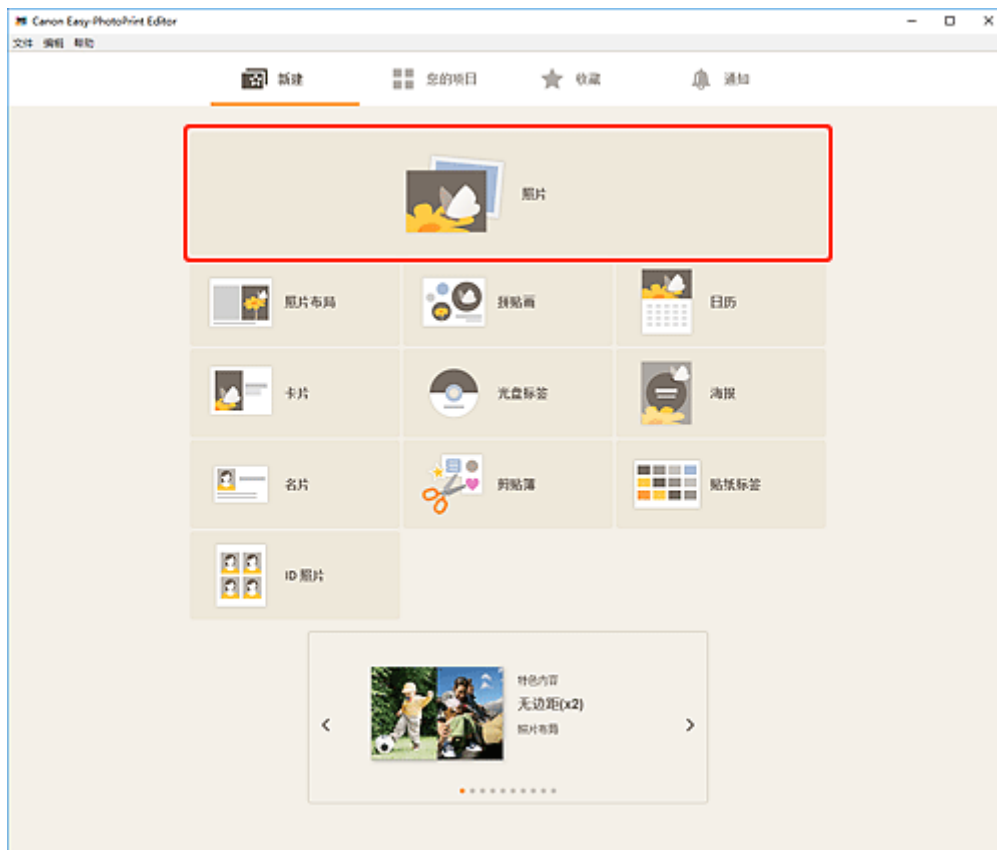 Canon Easy-PhotoPrint Editor
文件 编辑 帮助
新建 您的项目 收藏 通知
照片
照片布局 拼贴画 日历
卡片 光盘标签 海报
名片 剪贴簿 贴纸标签
ID 照片
特色内容
无边距(x2)
照片布局